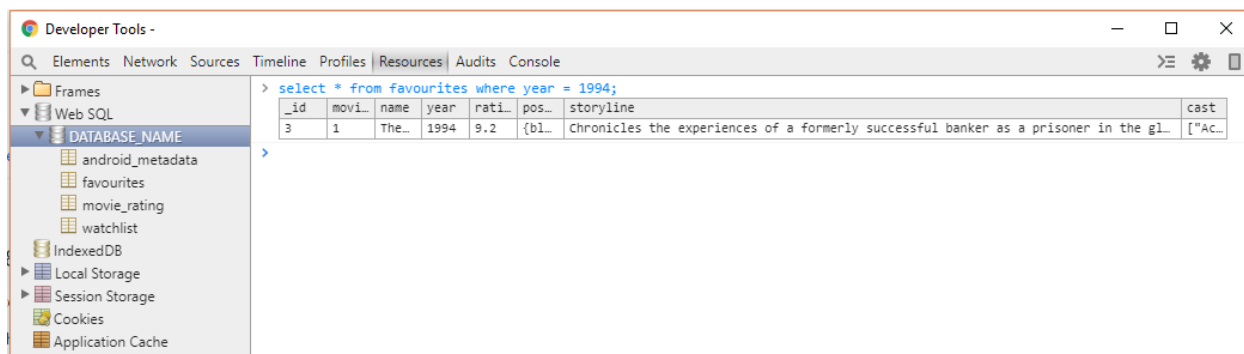 Developer Tools -
Elements Network Sources Timeline Profiles Resources Audits Console
Frames
Web SQL
DATABASE_NAME
android_metadata
favourites
movie_rating
watchlist
IndexedDB
Local Storage
Session Storage
Cookies
Application Cache
> select * from favourites where year = 1994;
_id movi… name year rati… pos… storyline cast
3 1 The… 1994 9.2 {bl… Chronicles the experiences of a formerly successful banker as a prisoner in the gl… ["Ac…
>